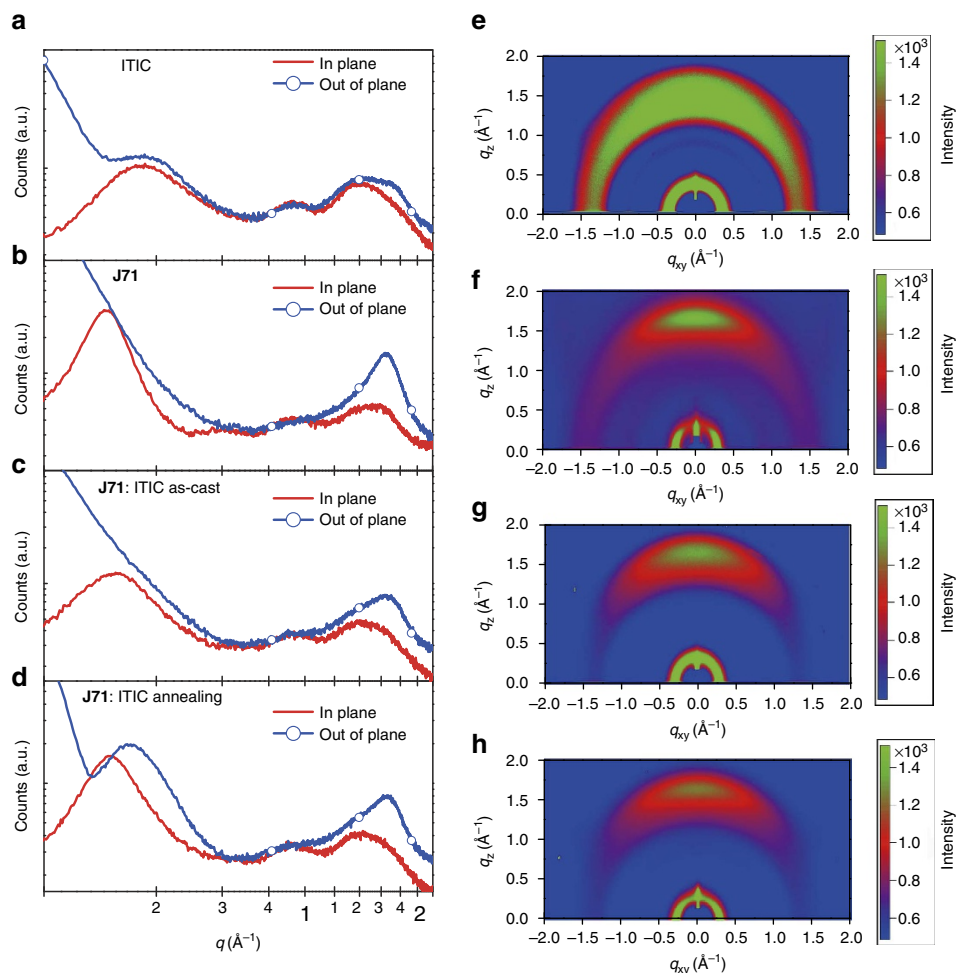 a
ITIC
In plane
Out of plane
Counts (a.u.)
b
J71
In plane
Out of plane
Counts (a.u.)
c
J71: ITIC as-cast
In plane
Out of plane
Counts (a.u.)
d
J71: ITIC annealing
In plane
Out of plane
Counts (a.u.)
2 3 4 1 1 2 3 4 2
q (Å−1)
e
2.0
1.5
1.0
0.5
0.0
qz (Å−1)
−2.0 −1.5 −1.0 −0.5 0.0 0.5 1.0 1.5 2.0
qxy (Å−1)
×10³
1.4
1.2
1.0
0.8
0.6
Intensity
f
2.0
1.5
1.0
0.5
0.0
qz (Å−1)
−2.0 −1.5 −1.0 −0.5 0.0 0.5 1.0 1.5 2.0
qxy (Å−1)
×10³
1.4
1.2
1.0
0.8
0.6
Intensity
g
2.0
1.5
1.0
0.5
0.0
qz (Å−1)
−2.0 −1.5 −1.0 −0.5 0.0 0.5 1.0 1.5 2.0
qxy (Å−1)
×10³
1.4
1.2
1.0
0.8
0.6
Intensity
h
2.0
1.5
1.0
0.5
0.0
qz (Å−1)
−2.0 −1.5 −1.0 −0.5 0.0 0.5 1.0 1.5 2.0
qxy (Å−1)
×10³
1.4
1.2
1.0
0.8
0.6
Intensity